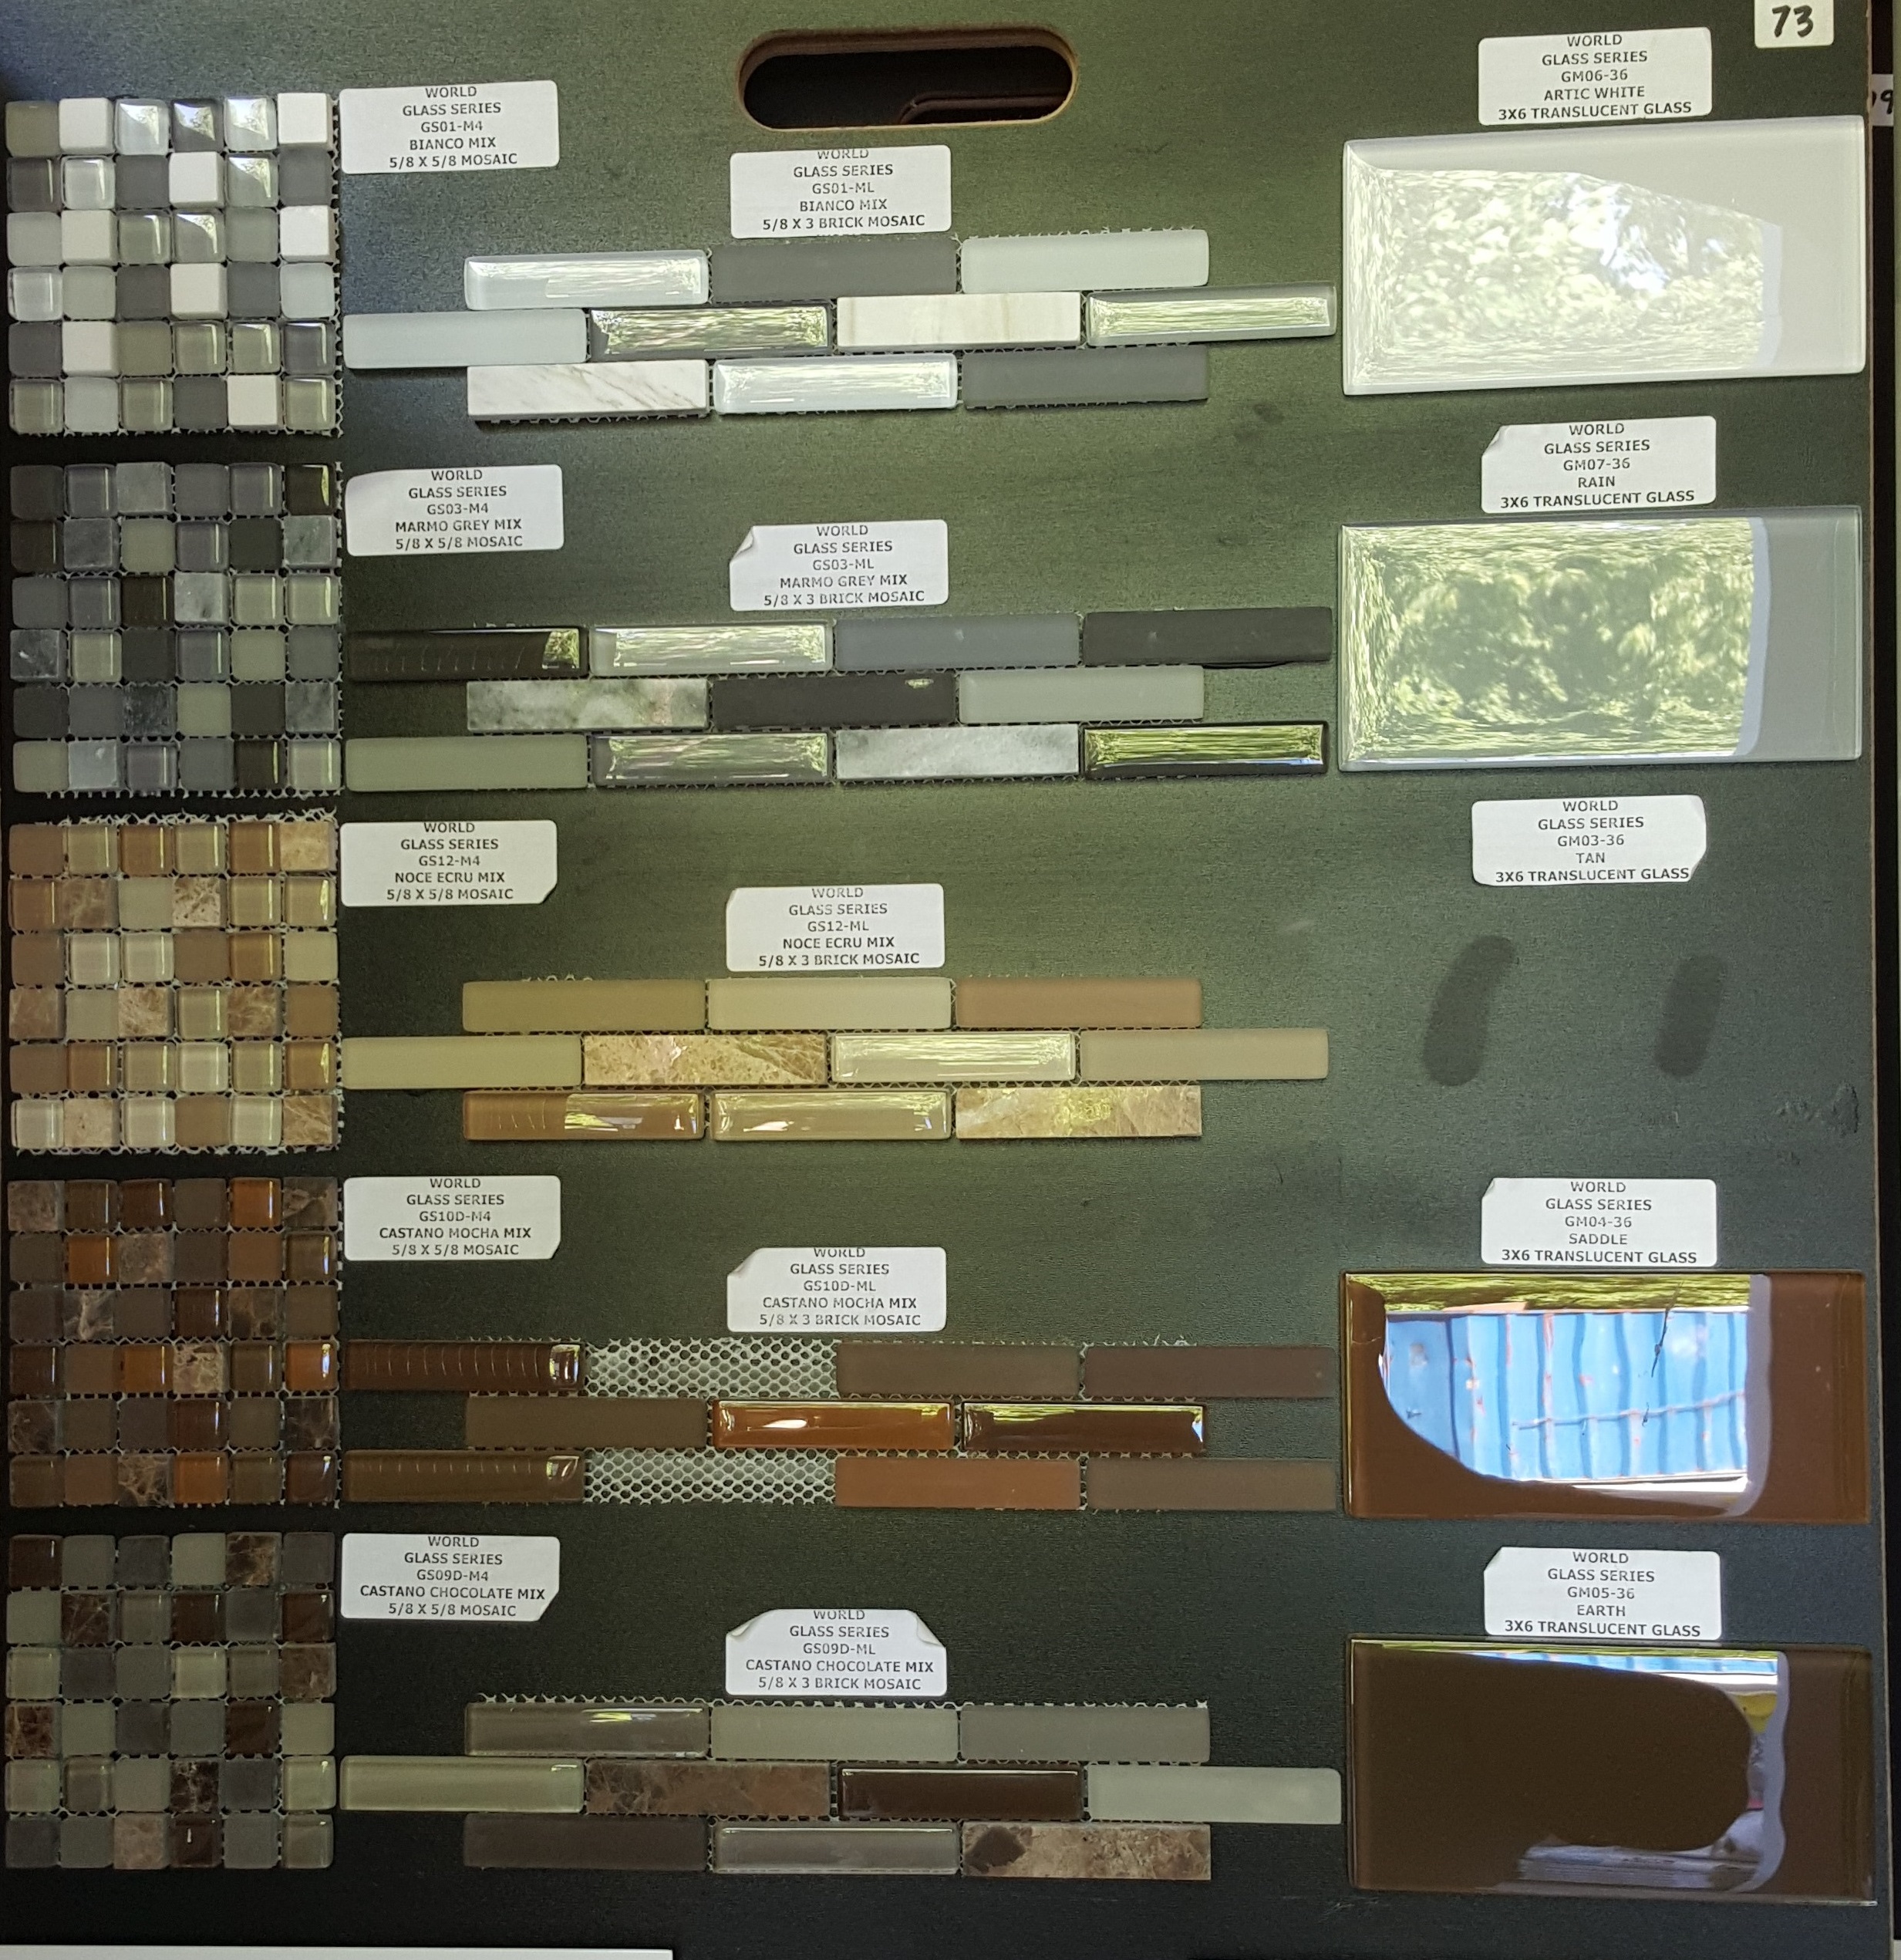 73
WORLD
GLASS SERIES
GM06-36
ARTIC WHITE
3X6 TRANSLUCENT GLASS
WORLD
GLASS SERIES
GS01-M4
BIANCO MIX
5/8 X 5/8 MOSAIC
WORLD
GLASS SERIES
GS01-ML
BIANCO MIX
5/8 X 3 BRICK MOSAIC
WORLD
GLASS SERIES
GM07-36
RAIN
3X6 TRANSLUCENT GLASS
WORLD
GLASS SERIES
GS03-M4
MARMO GREY MIX
5/8 X 5/8 MOSAIC
WORLD
GLASS SERIES
GS03-ML
MARMO GREY MIX
5/8 X 3 BRICK MOSAIC
WORLD
GLASS SERIES
GM03-36
TAN
3X6 TRANSLUCENT GLASS
WORLD
GLASS SERIES
GS12-M4
NOCE ECRU MIX
5/8 X 5/8 MOSAIC
WORLD
GLASS SERIES
GS12-ML
NOCE ECRU MIX
5/8 X 3 BRICK MOSAIC
WORLD
GLASS SERIES
GS10D-M4
CASTANO MOCHA MIX
5/8 X 5/8 MOSAIC
WORLD
GLASS SERIES
GM04-36
SADDLE
3X6 TRANSLUCENT GLASS
WORLD
GLASS SERIES
GS10D-ML
CASTANO MOCHA MIX
5/8 X 3 BRICK MOSAIC
WORLD
GLASS SERIES
GS09D-M4
CASTANO CHOCOLATE MIX
5/8 X 5/8 MOSAIC
WORLD
GLASS SERIES
GM05-36
EARTH
3X6 TRANSLUCENT GLASS
WORLD
GLASS SERIES
GS09D-ML
CASTANO CHOCOLATE MIX
5/8 X 3 BRICK MOSAIC